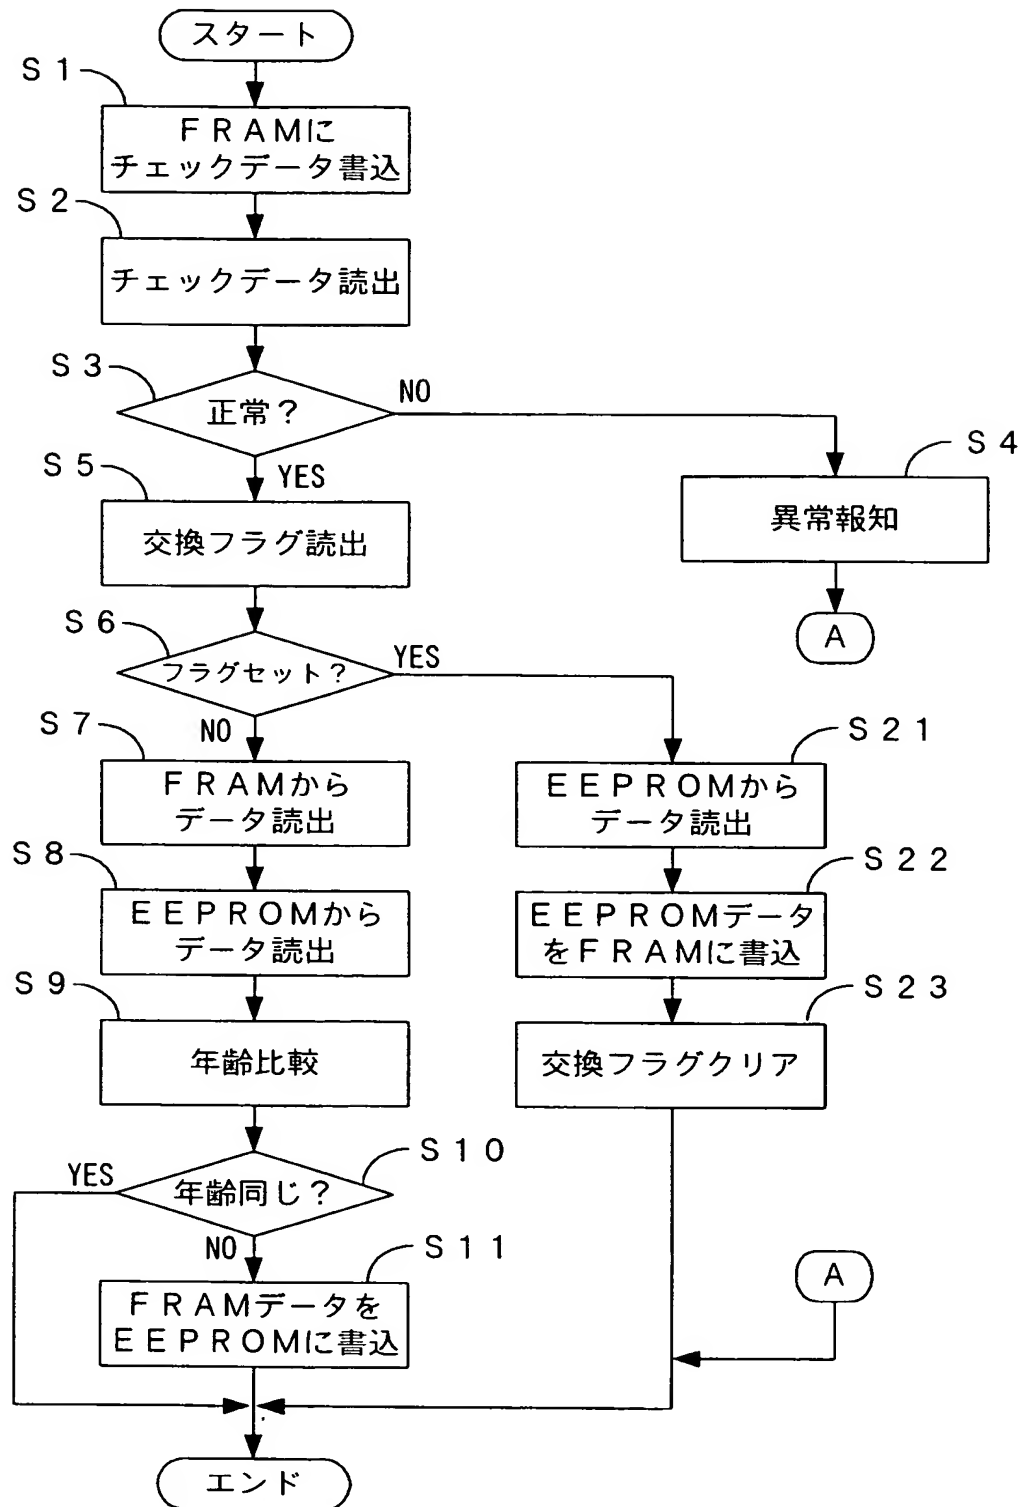 スタート
S1
FRAMに
チェックデータ書込
S2
チェックデータ読出
S3
正常?
NO
YES
S4
異常報知
A
S5
交換フラグ読出
S6
フラグセット?
YES
NO
S7
FRAMから
データ読出
S21
EEPROMから
データ読出
S8
EEPROMから
データ読出
S22
EEPROMデータ
をFRAMに書込
S9
年齢比較
S23
交換フラグクリア
S10
年齢同じ?
YES
NO
S11
FRAMデータを
EEPROMに書込
A
エンド